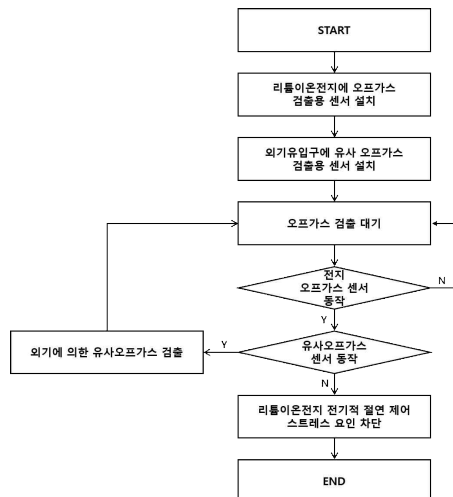 START
리튬이온전지에 오프가스
검출용 센서 설치
외기유입구에 유사 오프가스
검출용 센서 설치
오프가스 검출 대기
전지
오프가스 센서
동작
N
Y
유사오프가스
센서 동작
Y
외기에 의한 유사오프가스 검출
N
리튬이온전지 전기적 절연 제어
스트레스 요인 차단
END